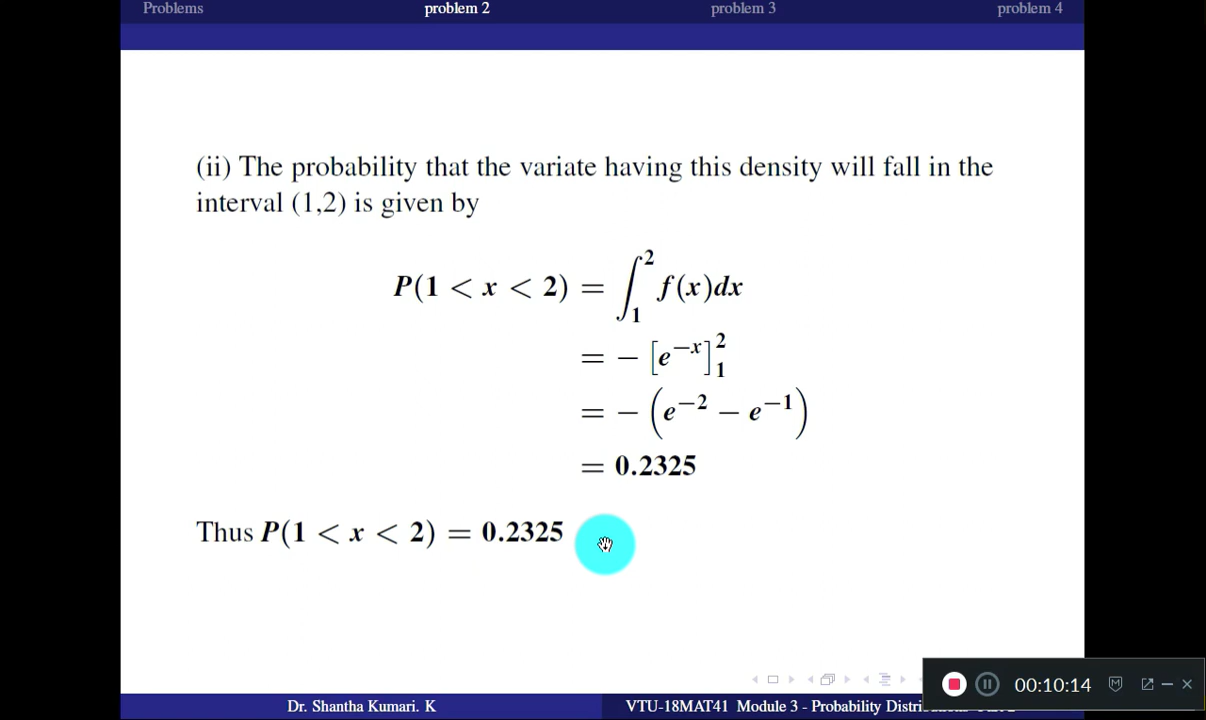 Problems problem 2 problem 3 problem 4
(ii) The probability that the variate having this density will fall in the
interval (1,2) is given by
P(1 < x < 2) = ∫₁² f(x)dx
= − [e⁻ˣ]₁²
= − (e⁻² − e⁻¹)
= 0.2325
Thus P(1 < x < 2) = 0.2325
00:10:14
Dr. Shantha Kumari. K VTU-18MAT41 Module 3 - Probability Distri